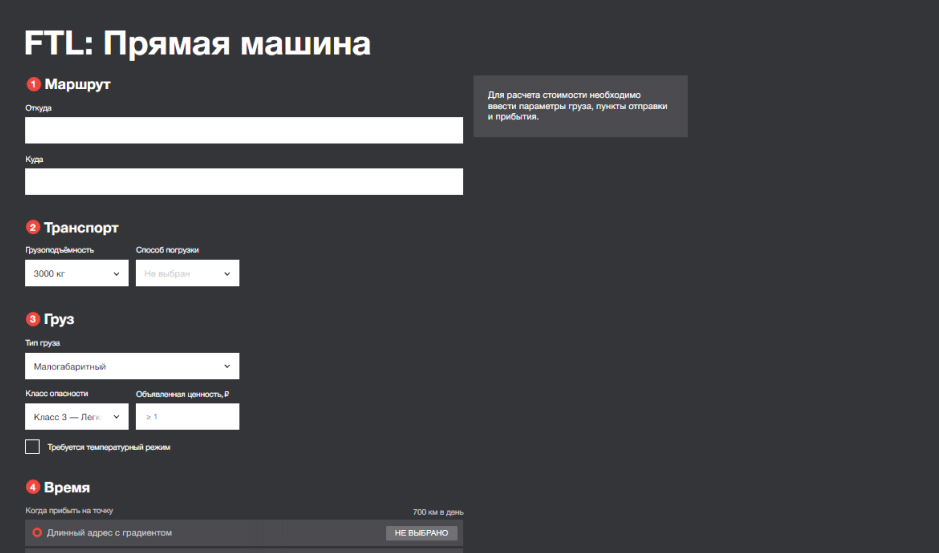 FTL: Прямая машина
1 Маршрут
Откуда
Куда
Для расчета стоимости необходимо
ввести параметры груза, пункты отправки
и прибытия.
2 Транспорт
Грузоподъёмность Способ погрузки
3000 кг Не выбран
3 Груз
Тип груза
Малогабаритный
Класс опасности Объявленная ценность, ₽
Класс 3 — Легк ≥ 1
Требуется температурный режим
4 Время
Когда прибыть на точку 700 км в день
Длинный адрес с градиентом НЕ ВЫБРАНО